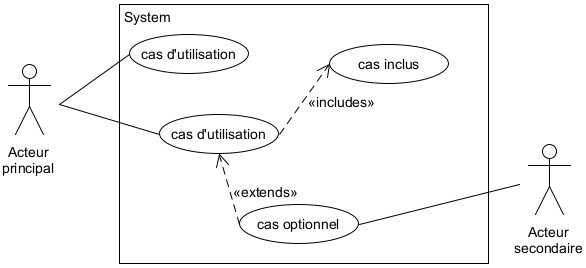 System
cas d'utilisation
cas inclus
«includes»
cas d'utilisation
Acteur
principal
«extends»
cas optionnel
Acteur
secondaire